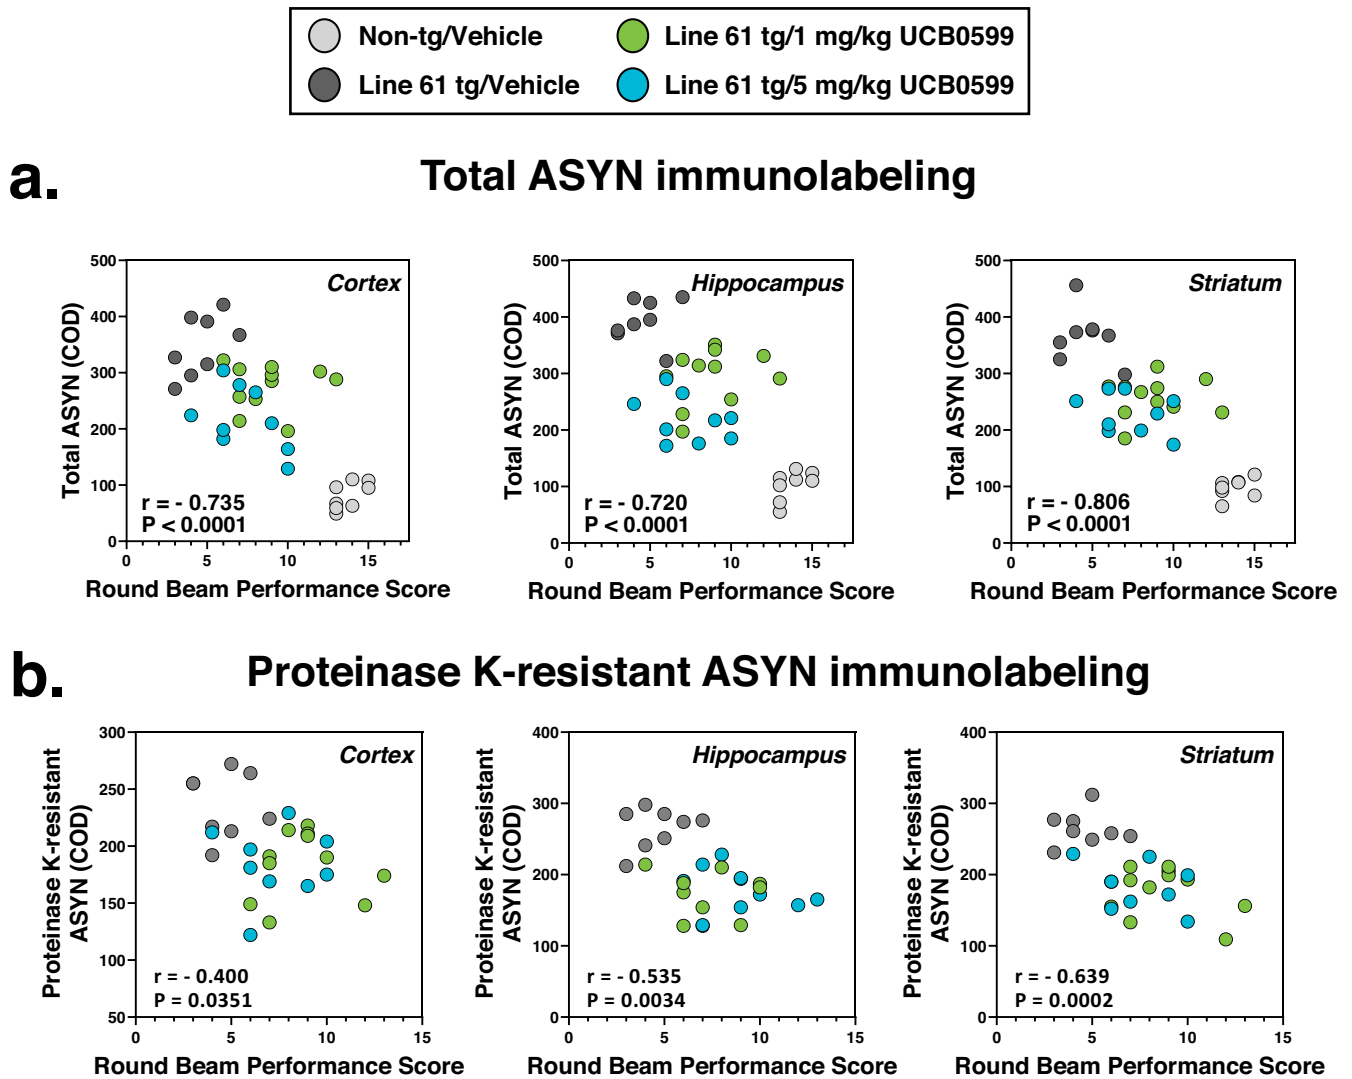 Non-tg/Vehicle
Line 61 tg/1 mg/kg UCB0599
Line 61 tg/Vehicle
Line 61 tg/5 mg/kg UCB0599
a.
Total ASYN immunolabeling
Total ASYN (COD)
500
400
300
200
100
0
Cortex
r = - 0.735
P < 0.0001
0 5 10 15
Round Beam Performance Score
Total ASYN (COD)
500
400
300
200
100
0
Hippocampus
r = - 0.720
P < 0.0001
0 5 10 15
Round Beam Performance Score
Total ASYN (COD)
500
400
300
200
100
0
Striatum
r = - 0.806
P < 0.0001
0 5 10 15
Round Beam Performance Score
b.
Proteinase K-resistant ASYN immunolabeling
Proteinase K-resistant
ASYN (COD)
300
250
200
150
100
50
Cortex
r = - 0.400
P = 0.0351
0 5 10 15
Round Beam Performance Score
Proteinase K-resistant
ASYN (COD)
400
300
200
100
0
Hippocampus
r = - 0.535
P = 0.0034
0 5 10 15
Round Beam Performance Score
Proteinase K-resistant
ASYN (COD)
400
300
200
100
0
Striatum
r = - 0.639
P = 0.0002
0 5 10 15
Round Beam Performance Score